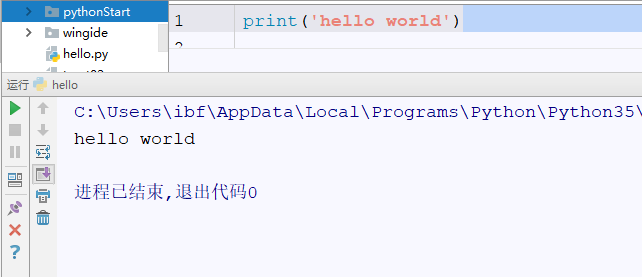 pythonStart
wingide
hello.py
1 print('hello world')
2
运行 hello
C:\Users\ibf\AppData\Local\Programs\Python\Python35\
hello world
进程已结束,退出代码0